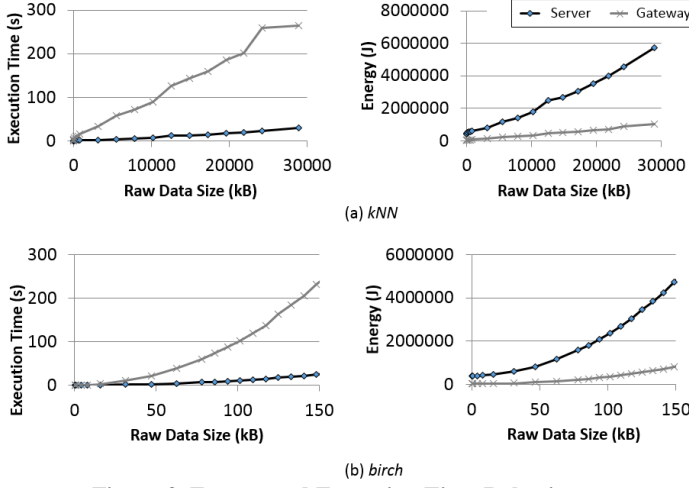 Server Gateway
300
200
100
0
Execution Time (s)
0 10000 20000 30000
Raw Data Size (kB)
8000000
6000000
4000000
2000000
0
Energy (J)
0 10000 20000 30000
Raw Data Size (kB)
(a) kNN
300
200
100
0
Execution Time (s)
0 50 100 150
Raw Data Size (kB)
6000000
4000000
2000000
0
Energy (J)
0 50 100 150
Raw Data Size (kB)
(b) birch